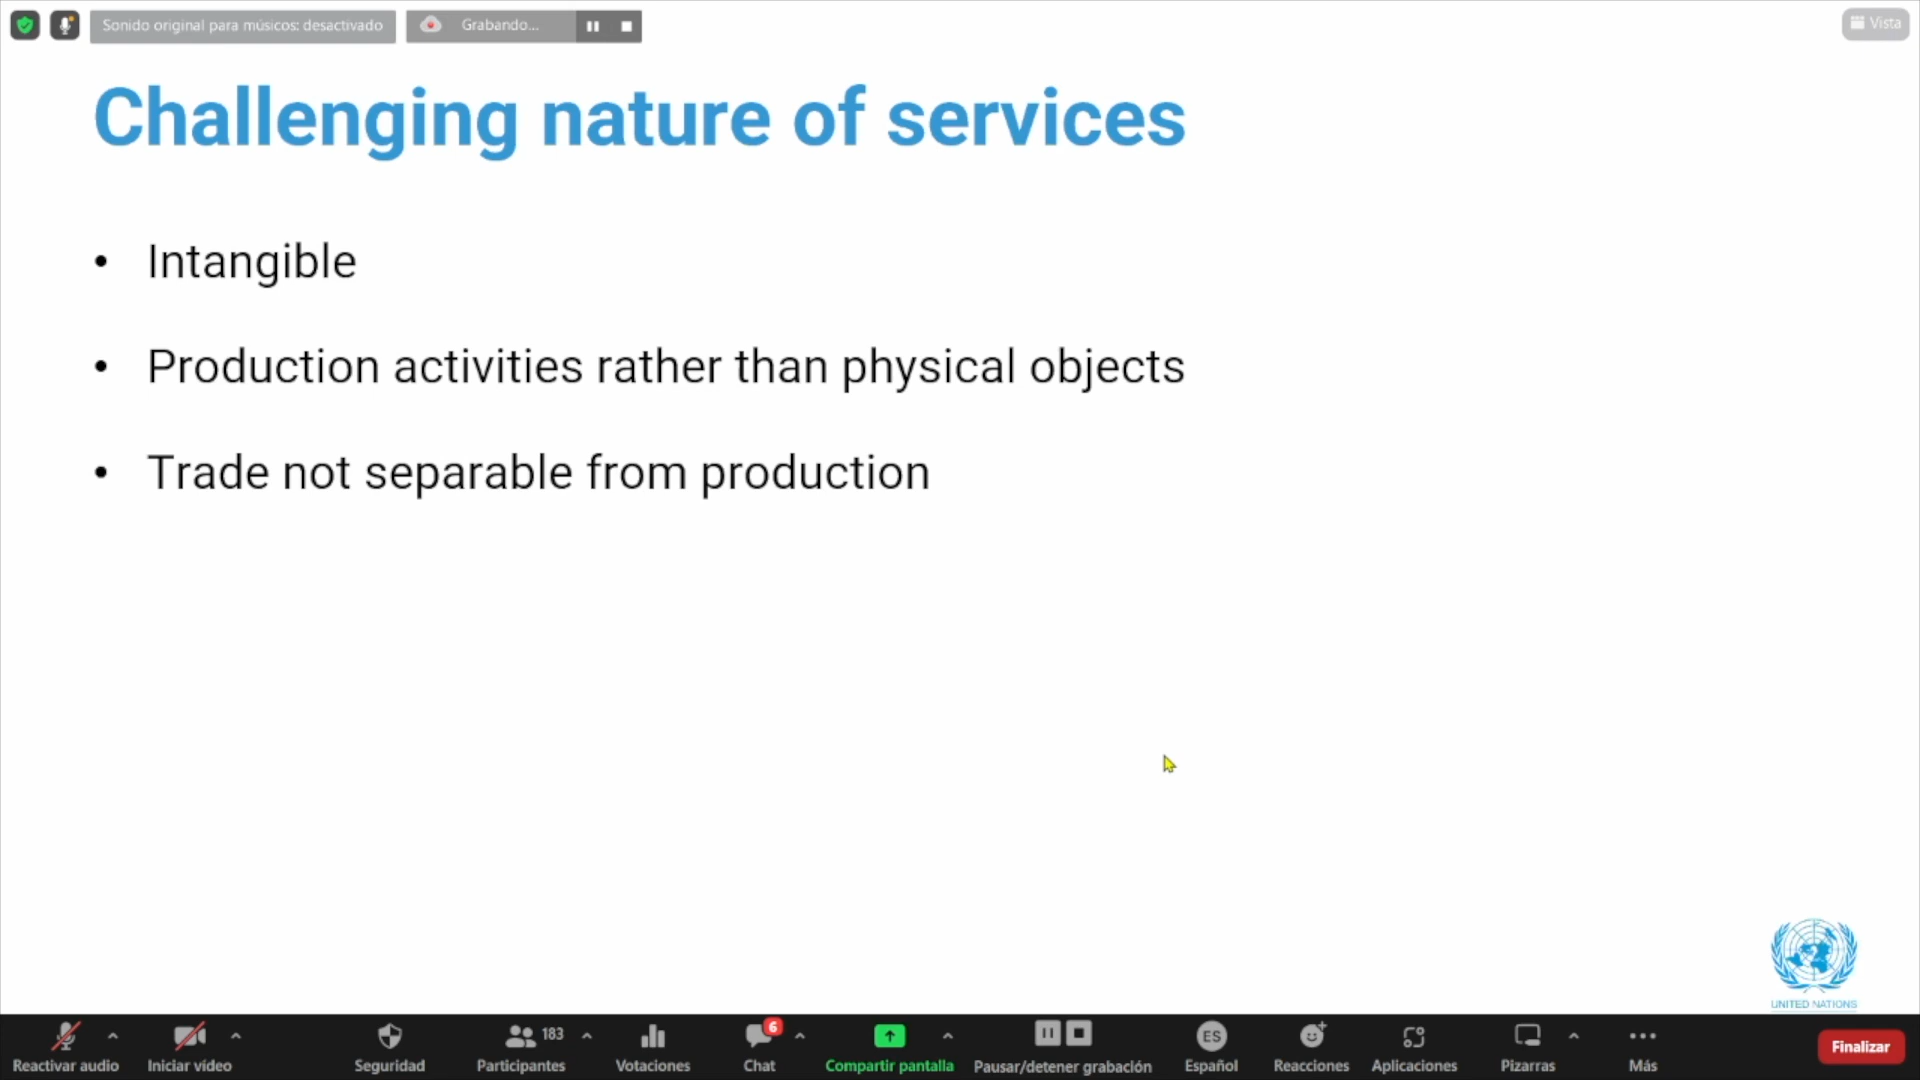 Sonido original para músicos: desactivado
Grabando...
Vista
Challenging nature of services
• Intangible
• Production activities rather than physical objects
• Trade not separable from production
UNITED NATIONS
183
6
ES
Reactivar audio
Iniciar vídeo
Seguridad
Participantes
Votaciones
Chat
Compartir pantalla
Pausar/detener grabación
Español
Reacciones
Aplicaciones
Pizarras
Más
Finalizar